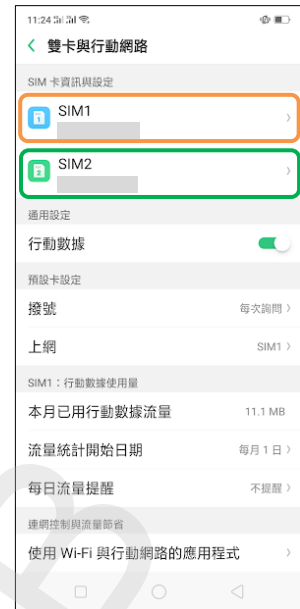 11:24
雙卡與行動網路
SIM 卡資訊與設定
SIM1
SIM2
通用設定
行動數據
預設卡設定
撥號 每次詢問
上網 SIM1
SIM1：行動數據使用量
本月已用行動數據流量 11.1 MB
流量統計開始日期 每月 1 日
每日流量提醒 不提醒
連網控制與流量節省
使用 Wi-Fi 與行動網路的應用程式